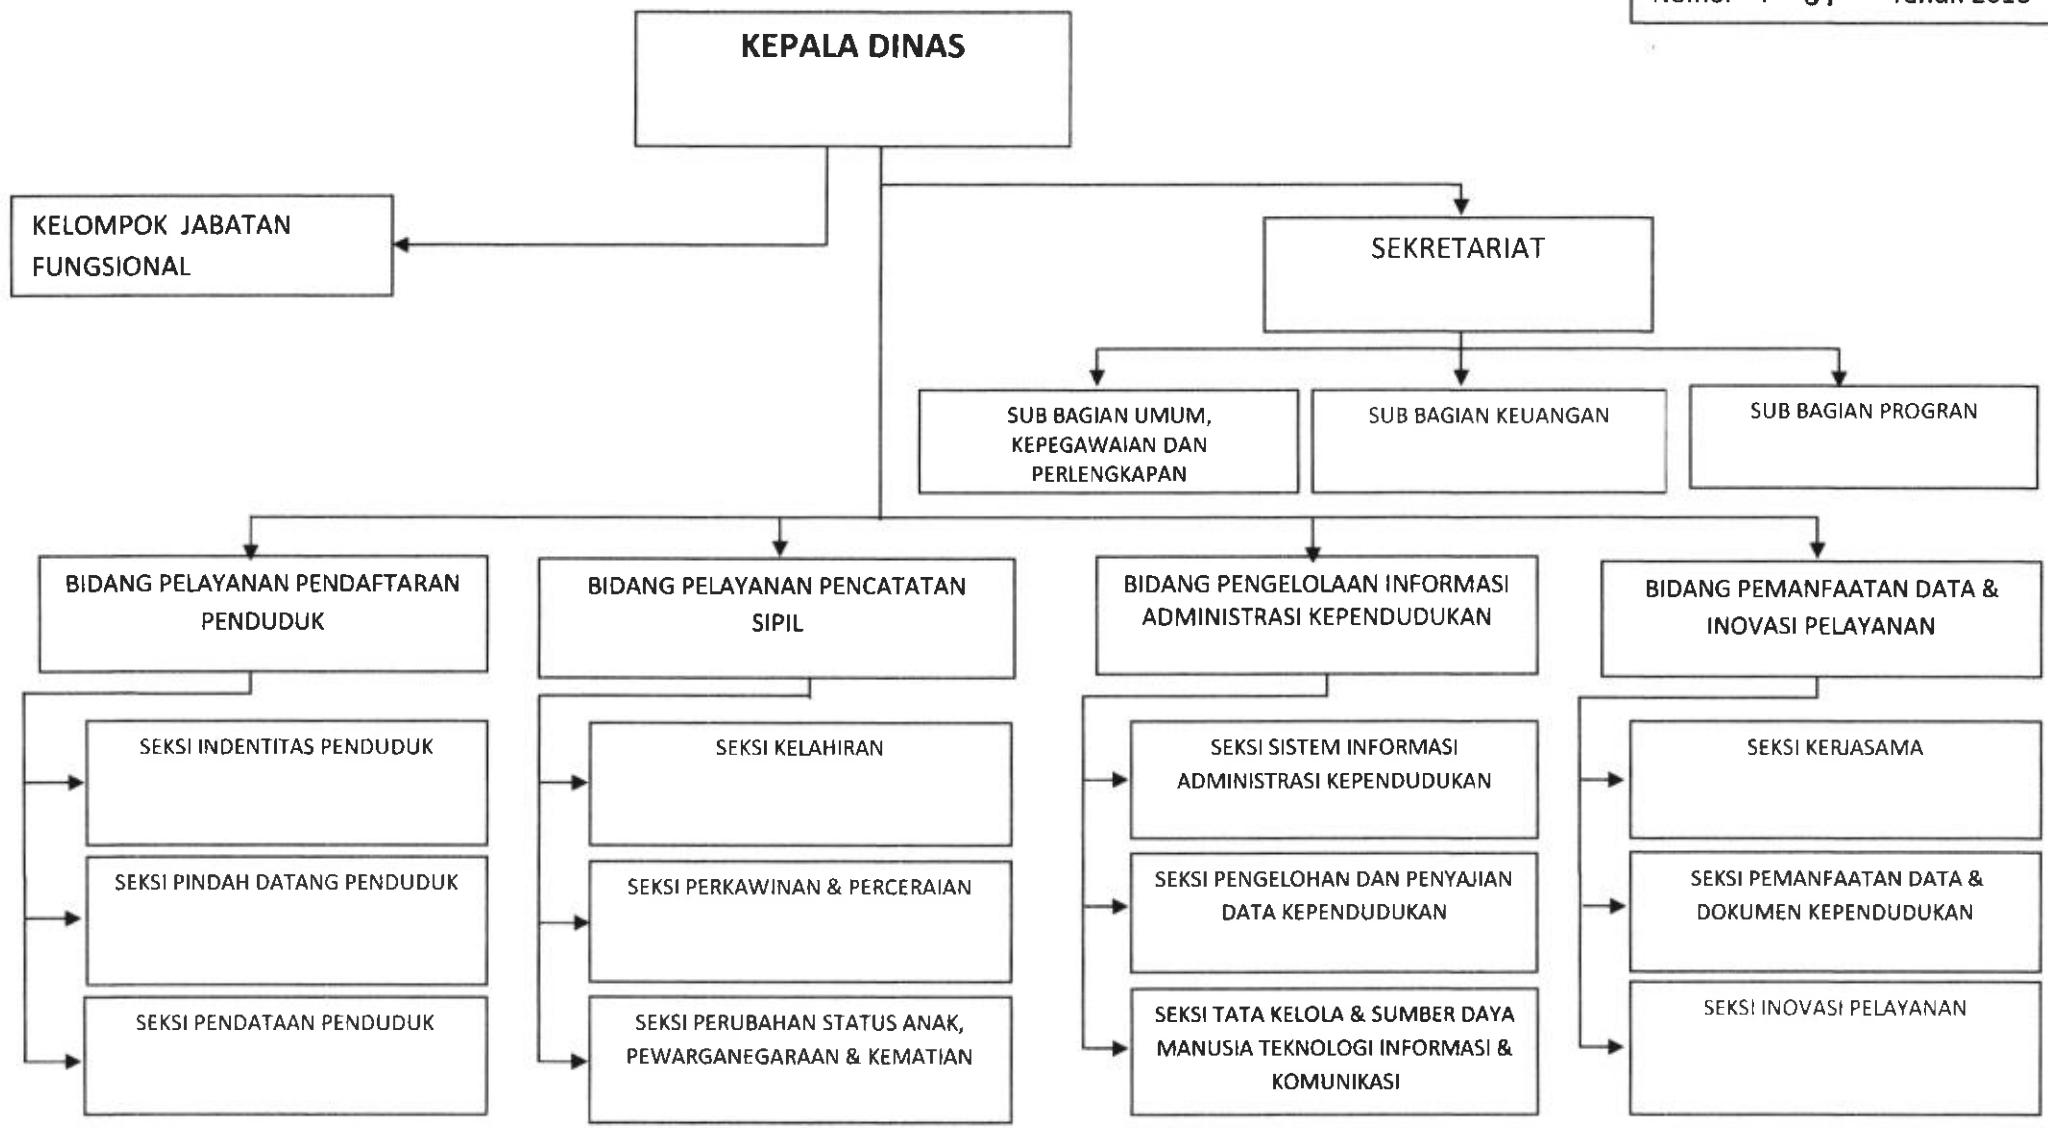 KEPALA DINAS
KELOMPOK JABATAN
FUNGSIONAL
SEKRETARIAT
SUB BAGIAN UMUM,
KEPEGAWAIAN DAN
PERLENGKAPAN
SUB BAGIAN KEUANGAN
SUB BAGIAN PROGRAN
BIDANG PELAYANAN PENDAFTARAN
PENDUDUK
BIDANG PELAYANAN PENCATATAN
SIPIL
BIDANG PENGELOLAAN INFORMASI
ADMINISTRASI KEPENDUDUKAN
BIDANG PEMANFAATAN DATA &
INOVASI PELAYANAN
SEKSI INDENTITAS PENDUDUK
SEKSI PINDAH DATANG PENDUDUK
SEKSI PENDATAAN PENDUDUK
SEKSI KELAHIRAN
SEKSI PERKAWINAN & PERCERAIAN
SEKSI PERUBAHAN STATUS ANAK,
PEWARGANEGARAAN & KEMATIAN
SEKSI SISTEM INFORMASI
ADMINISTRASI KEPENDUDUKAN
SEKSI PENGELOHAN DAN PENYAJIAN
DATA KEPENDUDUKAN
SEKSI TATA KELOLA & SUMBER DAYA
MANUSIA TEKNOLOGI INFORMASI &
KOMUNIKASI
SEKSI KERJASAMA
SEKSI PEMANFAATAN DATA &
DOKUMEN KEPENDUDUKAN
SEKSI INOVASI PELAYANAN